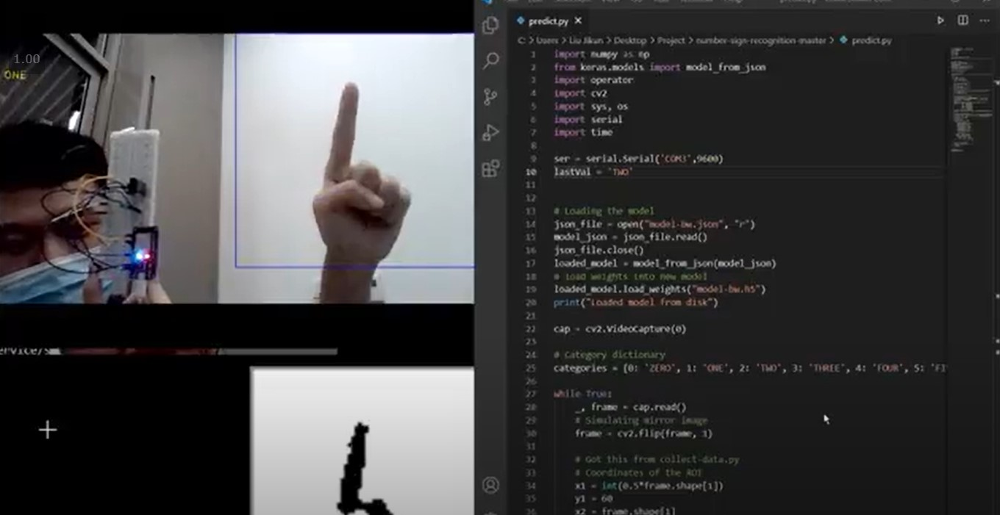 1.00
ONE
predict.py
C: > Users > Liu Jikun > Desktop > Project > number-sign-recognition-master > predict.py
1 import numpy as np
2 from keras.models import model_from_json
3 import operator
4 import cv2
5 import sys, os
6 import serial
7 import time
8
9 ser = serial.Serial('COM3',9600)
10 lastVal = 'TWO'
11
12
13 # Loading the model
14 json_file = open("model-bw.json", "r")
15 model_json = json_file.read()
16 json_file.close()
17 loaded_model = model_from_json(model_json)
18 # Load weights into new model
19 loaded_model.load_weights("model-bw.h5")
20 print("Loaded model from disk")
21
22 cap = cv2.VideoCapture(0)
23
24 # Category dictionary
25 categories = {0: 'ZERO', 1: 'ONE', 2: 'TWO', 3: 'THREE', 4: 'FOUR', 5: 'FI
26
27 while True:
28 _, frame = cap.read()
29 # Simulating mirror image
30 frame = cv2.flip(frame, 1)
31
32 # Got this from collect-data.py
33 # Coordinates of the ROI
34 x1 = int(0.5*frame.shape[1])
35 y1 = 60
36 x2 = frame.shape[1]